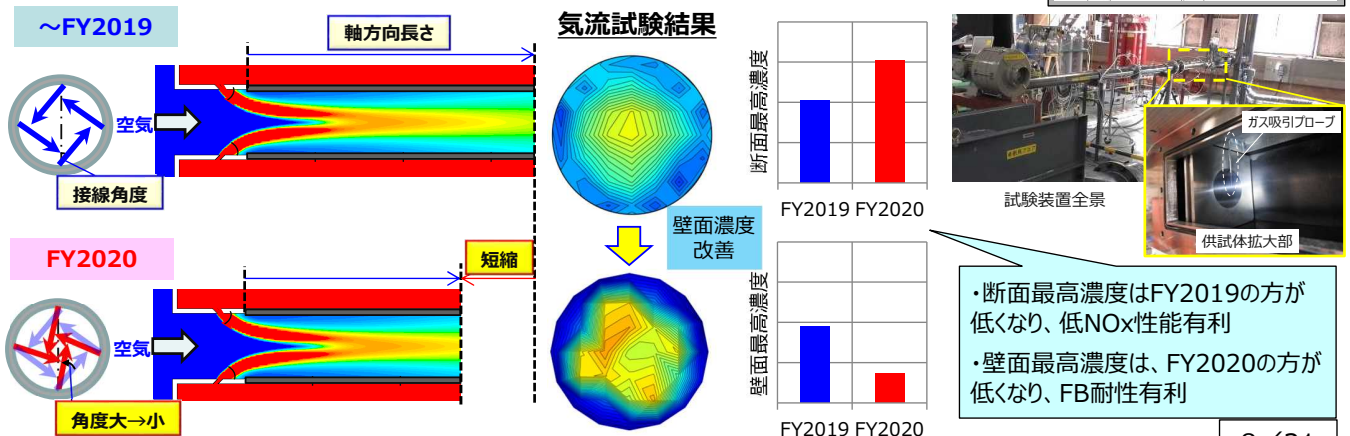 ～FY2019
軸方向長さ
気流試験結果
空気
接線角度
断面最高濃度
FY2019 FY2020
ガス吸引プローブ
試験装置全景
供試体拡大部
壁面濃度
改善
FY2020
短縮
空気
角度大→小
壁面最高濃度
FY2019 FY2020
・断面最高濃度はFY2019の方が
低くなり、低NOx性能有利
・壁面最高濃度は、FY2020の方が
低くなり、FB耐性有利